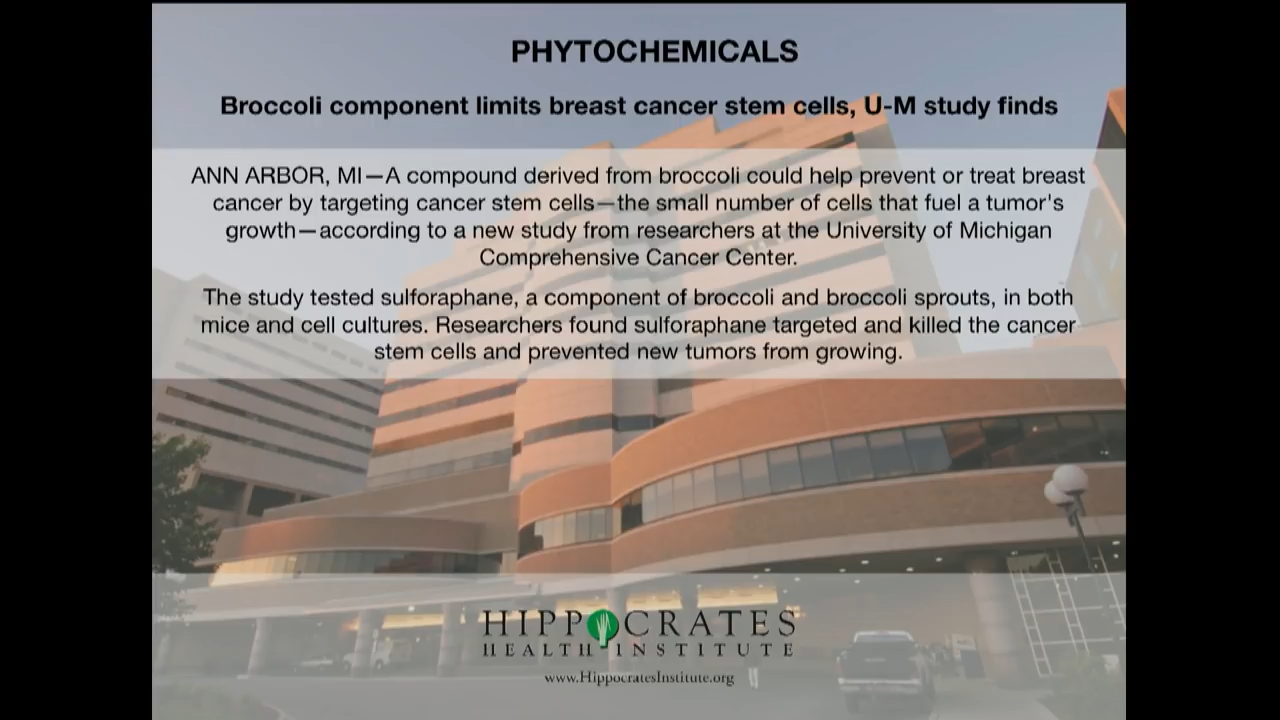 PHYTOCHEMICALS
Broccoli component limits breast cancer stem cells, U-M study finds
ANN ARBOR, MI—A compound derived from broccoli could help prevent or treat breast
cancer by targeting cancer stem cells—the small number of cells that fuel a tumor's
growth—according to a new study from researchers at the University of Michigan
Comprehensive Cancer Center.
The study tested sulforaphane, a component of broccoli and broccoli sprouts, in both
mice and cell cultures. Researchers found sulforaphane targeted and killed the cancer
stem cells and prevented new tumors from growing.
HIPPOCRATES
HEALTH INSTITUTE
www.HippocratesInstitute.org